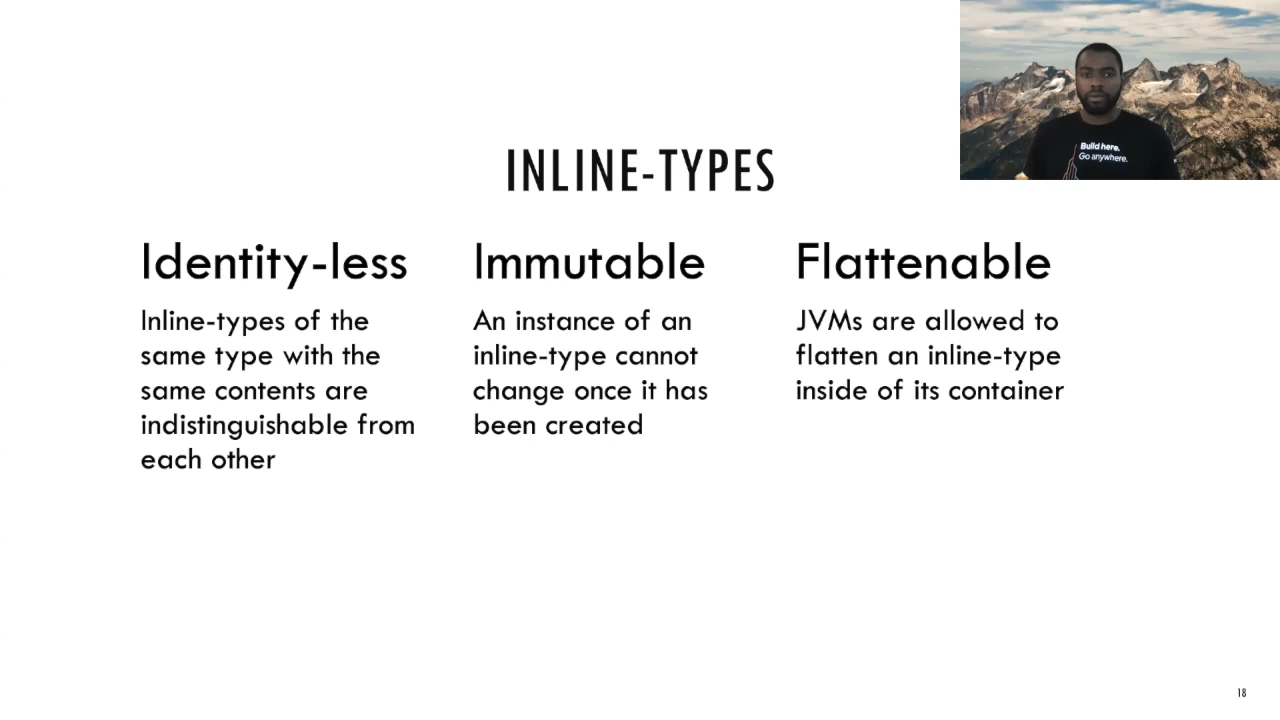 Build here,
Go anywhere.
INLINE-TYPES
Identity-less
Inline-types of the
same type with the
same contents are
indistinguishable from
each other
Immutable
An instance of an
inline-type cannot
change once it has
been created
Flattenable
JVMs are allowed to
flatten an inline-type
inside of its container
18